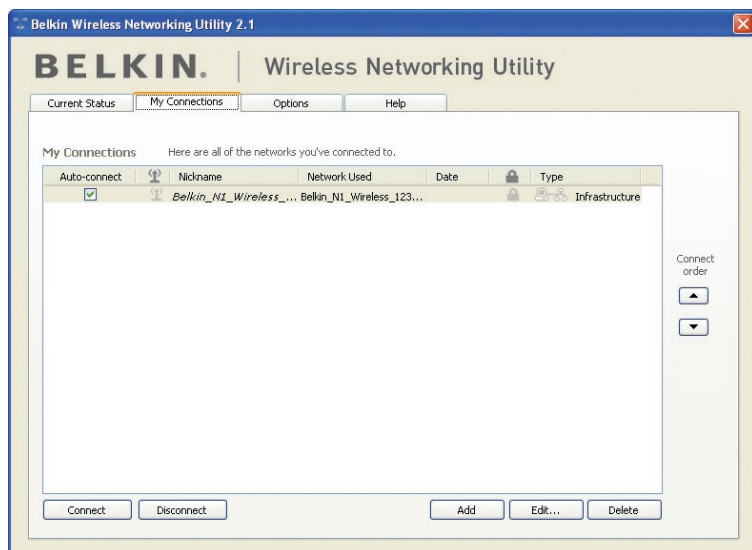 Belkin Wireless Networking Utility 2.1
BELKIN. | Wireless Networking Utility
Current Status My Connections Options Help
My Connections Here are all of the networks you've connected to.
Auto-connect Nickname Network Used Date Type
Belkin_N1_Wireless_... Belkin_N1_Wireless_123... Infrastructure
Connect
order
Connect Disconnect Add Edit... Delete